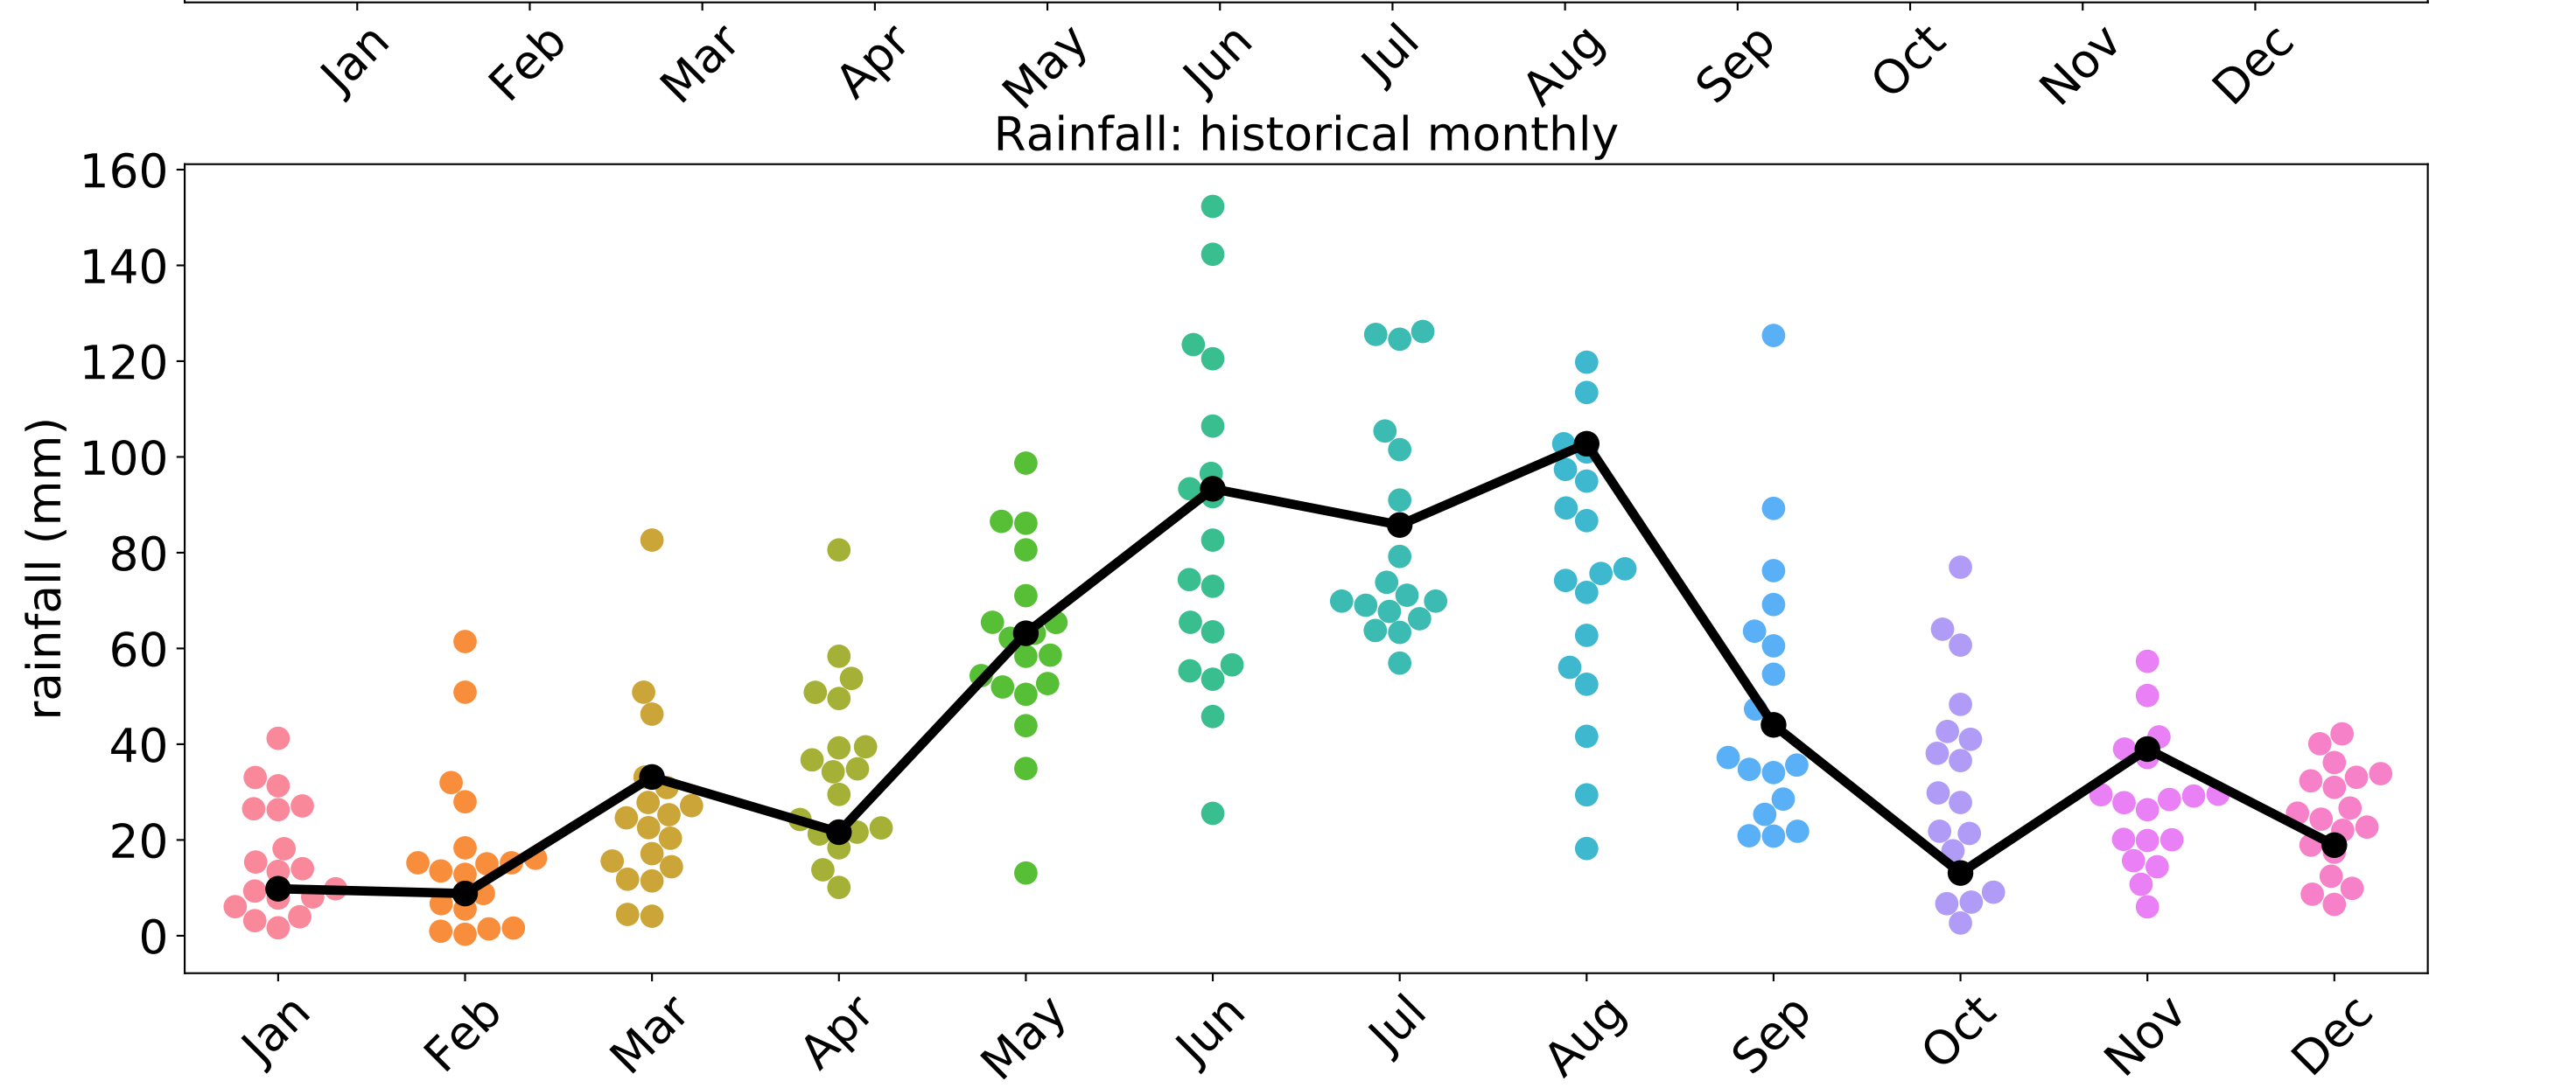 Jan Feb Mar Apr May Jun Jul Aug Sep Oct Nov Dec
Rainfall: historical monthly
160
140
120
100
80
60
40
20
0
rainfall (mm)
Jan Feb Mar Apr May Jun Jul Aug Sep Oct Nov Dec